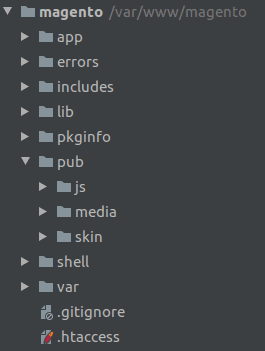 magento /var/www/magento
app
errors
includes
lib
pkginfo
pub
js
media
skin
shell
var
.gitignore
.htaccess